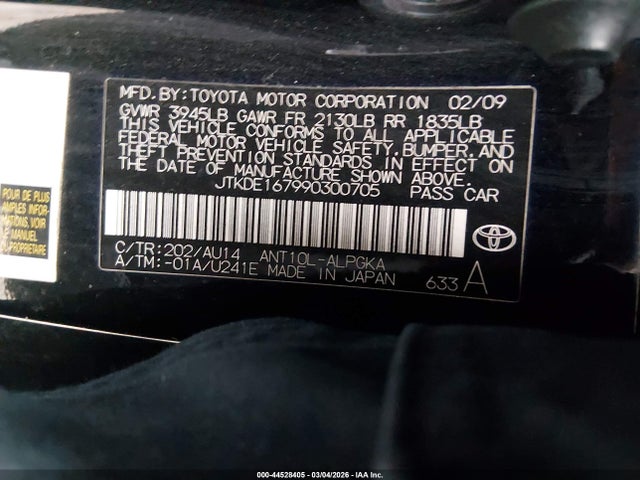 MFD.BY:TOYOTA MOTOR CORPORATION 02/09
GVWR 3945LB GAWR FR 2130LB RR 1835LB
THIS VEHICLE CONFORMS TO ALL APPLICABLE
FEDERAL MOTOR VEHICLE SAFETY,BUMPER,AND
THEFT PREVENTION STANDARDS IN EFFECT ON
THE DATE OF MANUFACTURE SHOWN ABOVE.
JTKDE167990300705 PASS CAR
C/TR:202/AU14 ANT10L-ALPGKA
A/TM:-01A/U241E MADE IN JAPAN 633 A
POUR DE PLUS
AMPLES INFOR-
MATIONS, VOIR
LE MANUEL
DU CONDUCTEUR
000-44528405 - 03/04/2026 - IAA Inc.